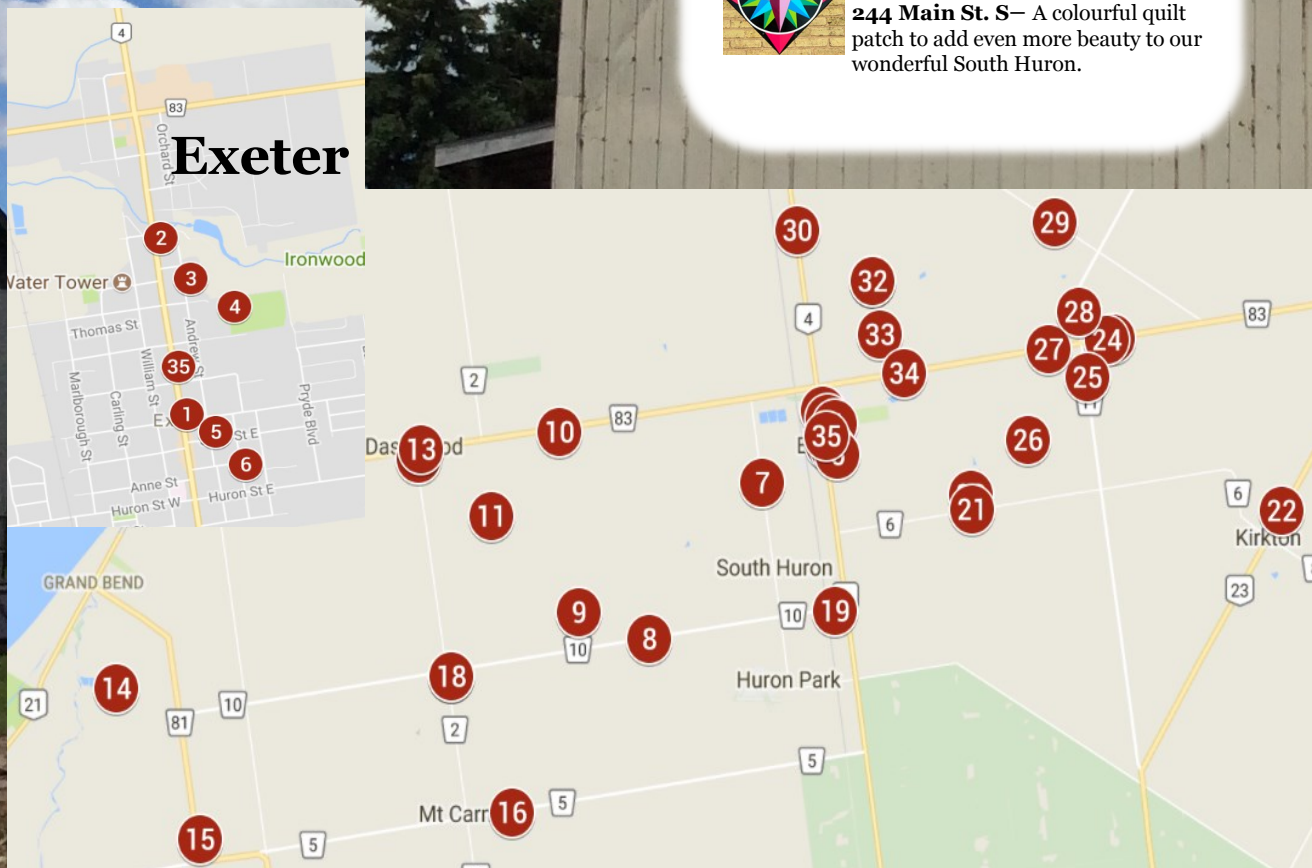 244 Main St. S— A colourful quilt
patch to add even more beauty to our
wonderful South Huron.
4
83
Orchard St
Exeter
2
Ironwood
3
Water Tower
4
Thomas St
Andrew St
William St
35
Marlborough St
Carling St
Pryde Blvd
1
5
St E
6
Anne St
Huron St W
Huron St E
30
29
32
4
28
83
33
24
27
34
25
2
10
83
13
35
26
7
11
21
6
22
6
Kirkton
South Huron
GRAND BEND
23
9
10
19
8
10
18
Huron Park
14
21
10
81
2
5
Mt Carr
16
5
15
5